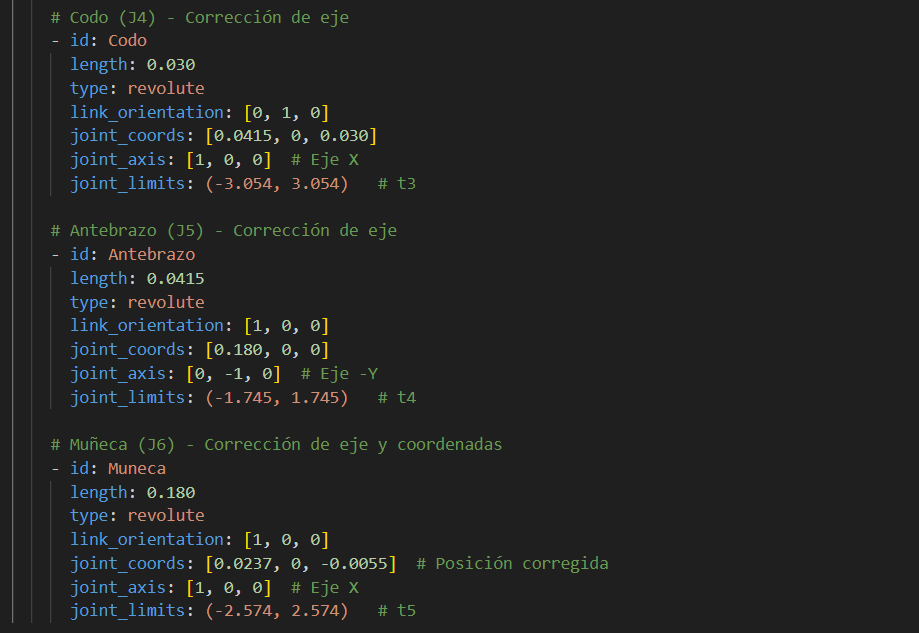 # Codo (J4) - Corrección de eje
- id: Codo
length: 0.030
type: revolute
link_orientation: [0, 1, 0]
joint_coords: [0.0415, 0, 0.030]
joint_axis: [1, 0, 0]  # Eje X
joint_limits: (-3.054, 3.054)   # t3
# Antebrazo (J5) - Corrección de eje
- id: Antebrazo
length: 0.0415
type: revolute
link_orientation: [1, 0, 0]
joint_coords: [0.180, 0, 0]
joint_axis: [0, -1, 0]  # Eje -Y
joint_limits: (-1.745, 1.745)   # t4
# Muñeca (J6) - Corrección de eje y coordenadas
- id: Muneca
length: 0.180
type: revolute
link_orientation: [1, 0, 0]
joint_coords: [0.0237, 0, -0.0055]  # Posición corregida
joint_axis: [1, 0, 0]  # Eje X
joint_limits: (-2.574, 2.574)   # t5